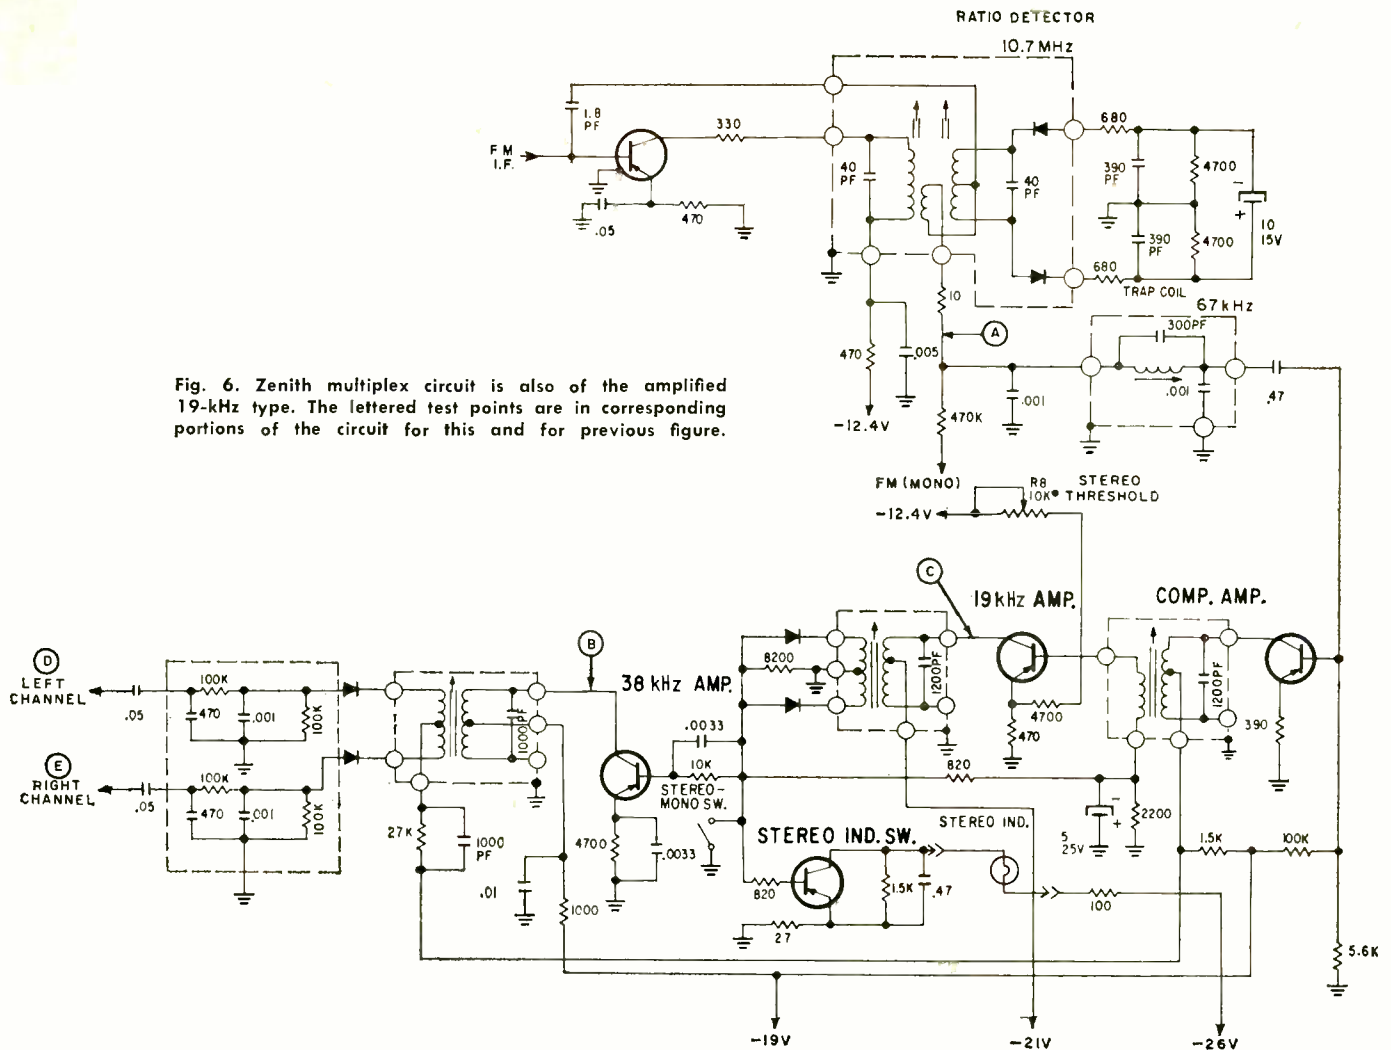 RATIO DETECTOR
10.7 MHz
1.8
PF
330
FM
I.F.
.05
470
40
PF
40
PF
680
390
PF
4700
-
+
10
15V
390
PF
4700
680
TRAP COIL
67 kHz
300PF
.001
.47
10
A
470
.005
.001
-12.4V
470K
FM (MONO)
Fig. 6. Zenith multiplex circuit is also of the amplified
19-kHz type. The lettered test points are in corresponding
portions of the circuit for this and for previous figure.
R8
10K
STEREO
THRESHOLD
-12.4V
C
19 kHz AMP.
COMP. AMP.
B
38 kHz AMP.
8200
1200PF
4700
470
1200PF
390
D
LEFT
CHANNEL
.05
100K
470
.001
100K
1000PF
.0033
10K
STEREO-
MONO SW.
820
E
RIGHT
CHANNEL
.05
100K
470
.001
100K
27K
1000
PF
4700
.0033
.01
1000
STEREO IND. SW.
STEREO IND.
5
25V
-
+
2200
1.5K
100K
820
1.5K
.47
27
100
5.6K
-19V
-21V
-26V